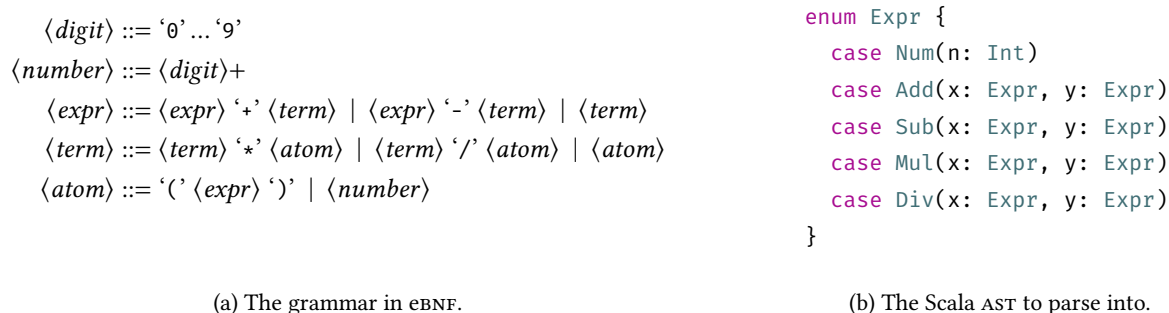 ⟨digit⟩ ::= ‘0’ … ‘9’
⟨number⟩ ::= ⟨digit⟩+
⟨expr⟩ ::= ⟨expr⟩ ‘+’ ⟨term⟩ | ⟨expr⟩ ‘-’ ⟨term⟩ | ⟨term⟩
⟨term⟩ ::= ⟨term⟩ ‘*’ ⟨atom⟩ | ⟨term⟩ ‘/’ ⟨atom⟩ | ⟨atom⟩
⟨atom⟩ ::= ‘(’ ⟨expr⟩ ‘)’ | ⟨number⟩
(a) The grammar in eBNF.
enum Expr {
case Num(n: Int)
case Add(x: Expr, y: Expr)
case Sub(x: Expr, y: Expr)
case Mul(x: Expr, y: Expr)
case Div(x: Expr, y: Expr)
}
(b) The Scala AST to parse into.